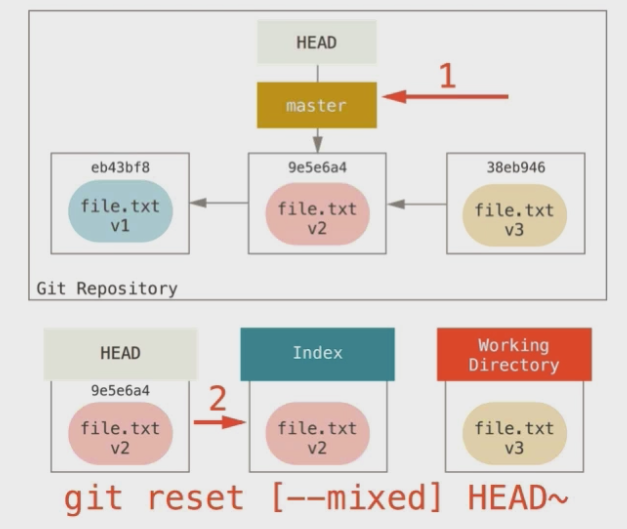 HEAD
1
master
eb43bf8
9e5e6a4
38eb946
file.txt
v1
file.txt
v2
file.txt
v3
Git Repository
HEAD
Index
Working
Directory
9e5e6a4
2
file.txt
v2
file.txt
v2
file.txt
v3
git reset [--mixed] HEAD~